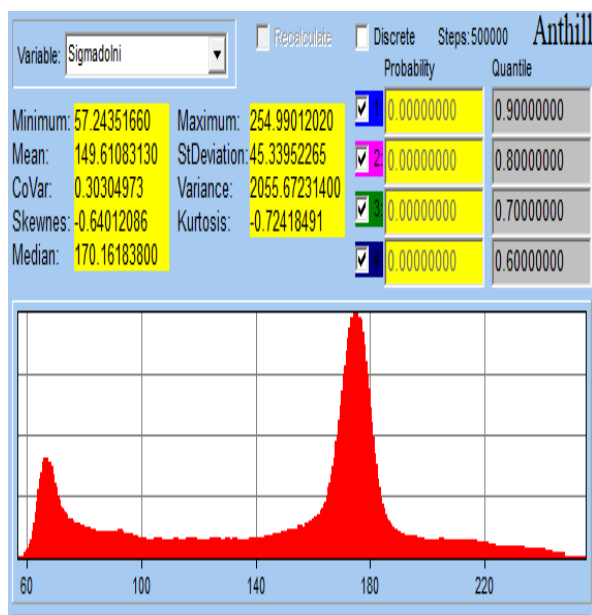 Variable: Sigmadolni
Recalculate
Discrete Steps:500000 Anthill
Probability Quantile
Minimum: 57.24351660 Maximum: 254.99012020
Mean: 149.61083130 StDeviation: 45.33952265
CoVar: 0.30304973 Variance: 2055.67231400
Skewnes: -0.64012086 Kurtosis: -0.72418491
Median: 170.16183800
0.00000000 0.90000000
2: 0.00000000 0.80000000
3: 0.00000000 0.70000000
0.00000000 0.60000000
60 100 140 180 220